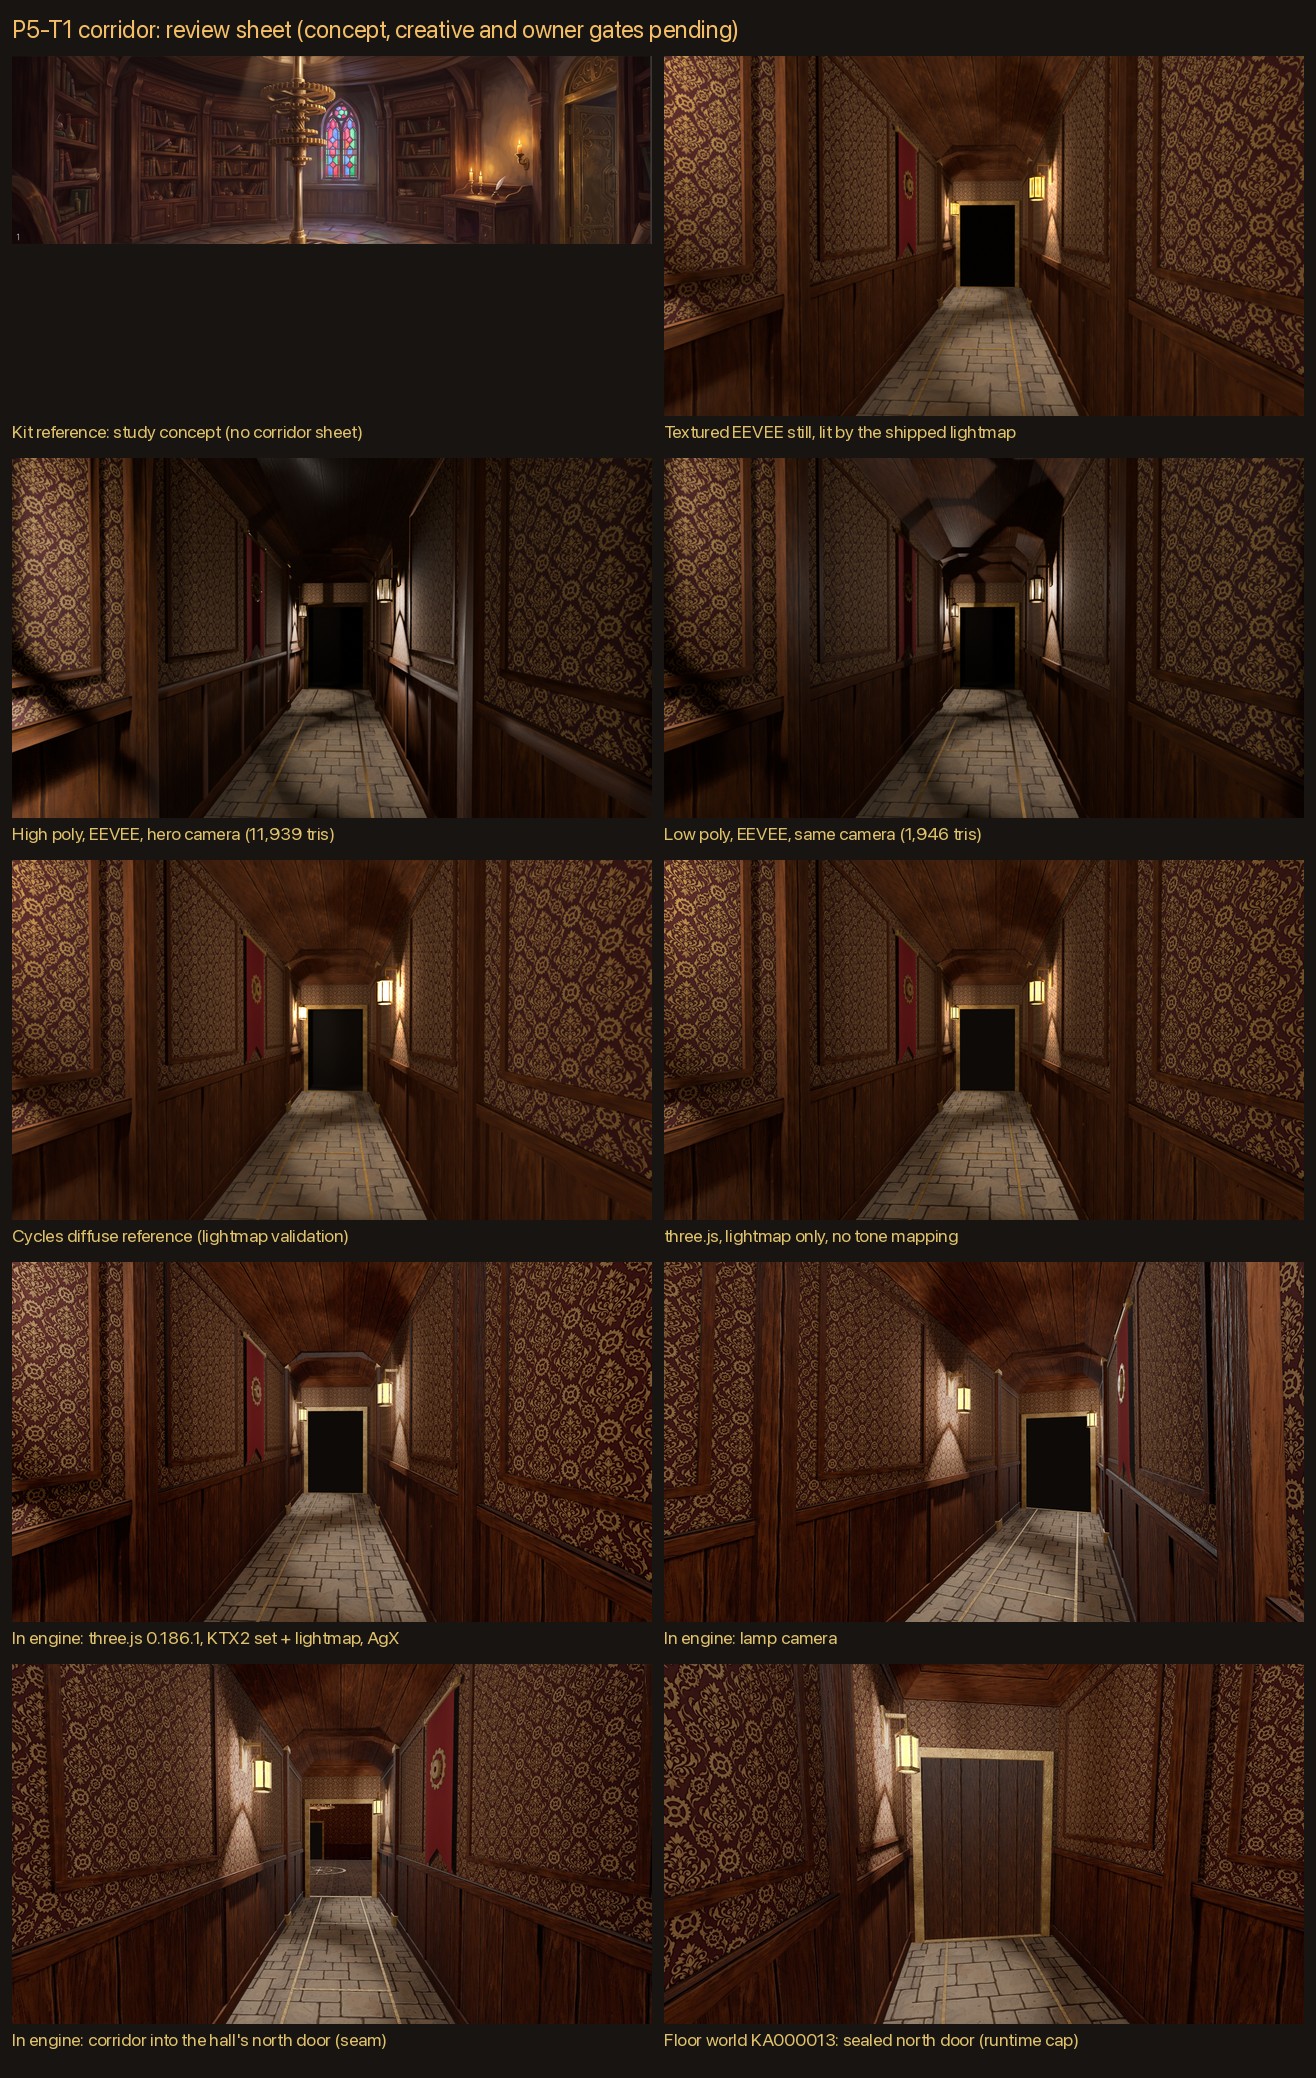 P5-T1 corridor: review sheet (concept, creative and owner gates pending)
1
Kit reference: study concept (no corridor sheet)
Textured EEVEE still, lit by the shipped lightmap
High poly, EEVEE, hero camera (11,939 tris)
Low poly, EEVEE, same camera (1,946 tris)
Cycles diffuse reference (lightmap validation)
three.js, lightmap only, no tone mapping
In engine: three.js 0.186.1, KTX2 set + lightmap, AgX
In engine: lamp camera
In engine: corridor into the hall's north door (seam)
Floor world KA000013: sealed north door (runtime cap)